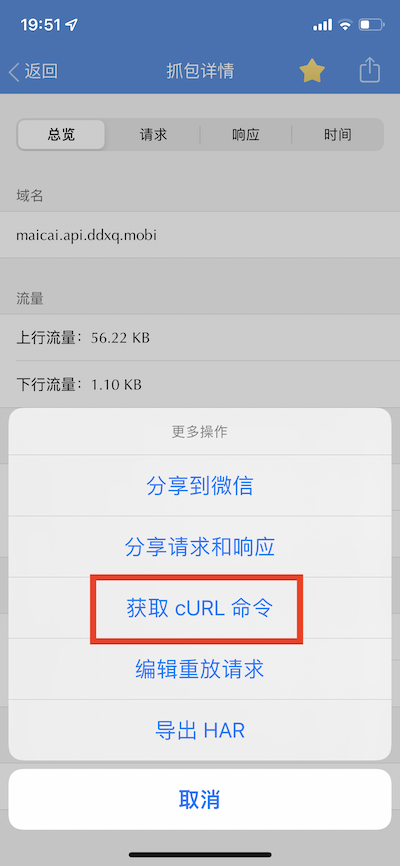 19:51
返回
抓包详情
总览
请求
响应
时间
域名
maicai.api.ddxq.mobi
流量
上行流量：56.22 KB
下行流量：1.10 KB
更多操作
分享到微信
分享请求和响应
获取 cURL 命令
编辑重放请求
导出 HAR
取消